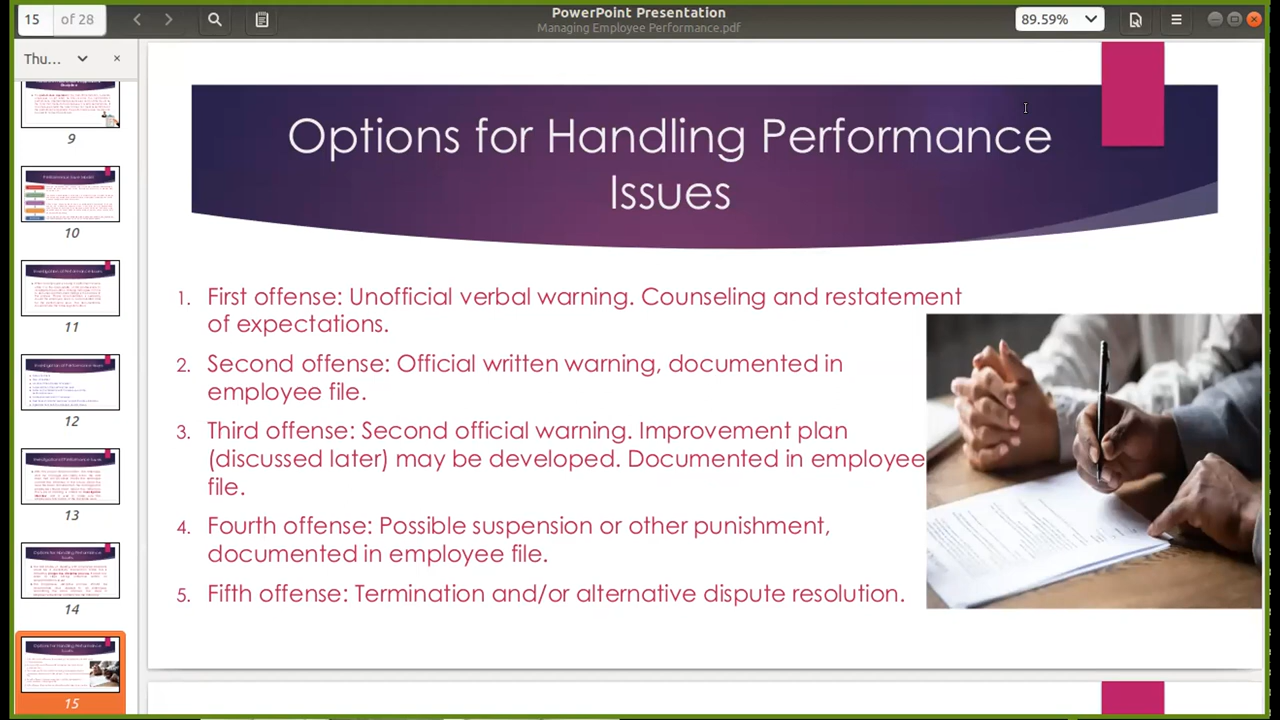 15 of 28
PowerPoint Presentation
Managing Employee Performance.pdf
89.59%
Thu...
9
10
11
12
13
14
15
Options for Handling Performance
Issues
1. First offense: Unofficial verbal warning. Counseling and restatement
of expectations.
2. Second offense: Official written warning, documented in
employee file.
3. Third offense: Second official warning. Improvement plan
(discussed later) may be developed. Documented in employee
file.
4. Fourth offense: Possible suspension or other punishment,
documented in employee file.
5. Fifth offense: Termination and/or alternative dispute resolution.